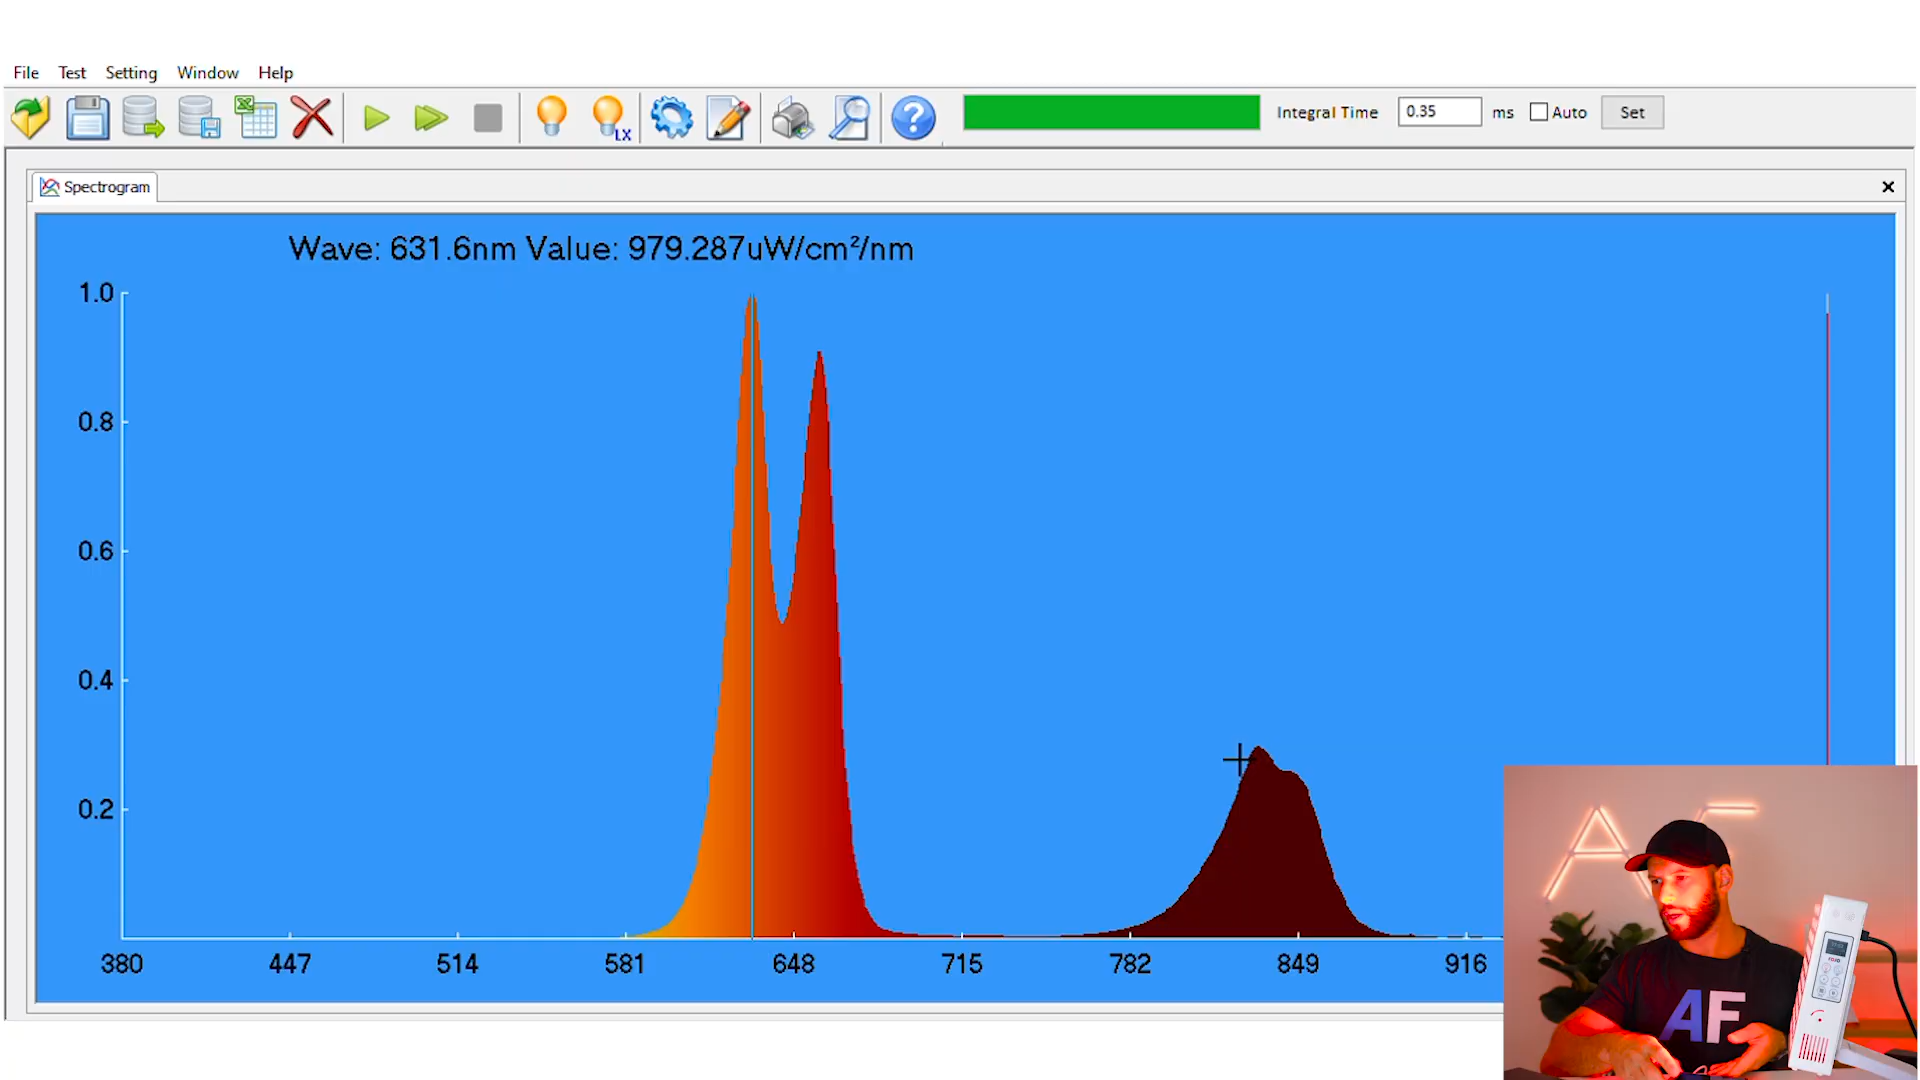 File Test Setting Window Help
LX
Integral Time 0.35 ms Auto Set
Spectrogram
Wave: 631.6nm Value: 979.287uW/cm²/nm
1.0
0.8
0.6
0.4
0.2
380 447 514 581 648 715 782 849 916
AF
AF